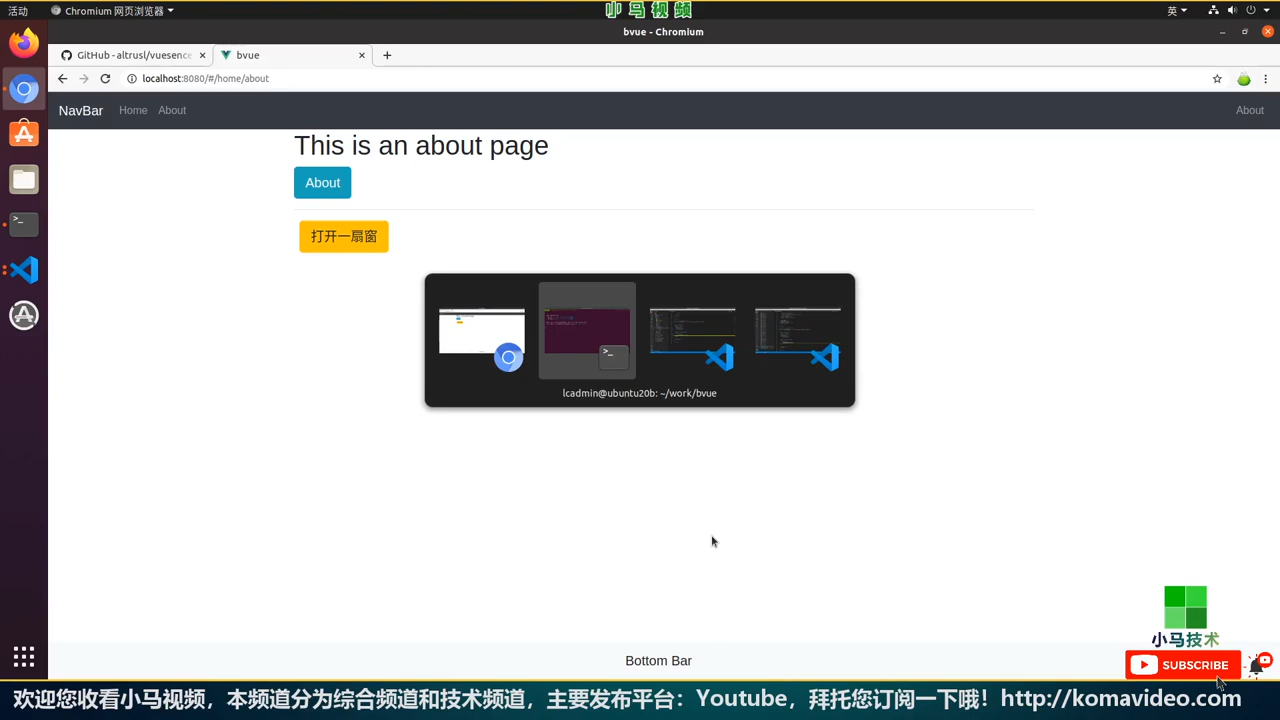 活动
Chromium 网页浏览器
小马视频
英
bvue - Chromium
GitHub - altrusl/vuesence
bvue
localhost:8080/#/home/about
NavBar
Home
About
About
This is an about page
About
打开一扇窗
lcadmin@ubuntu20b: ~/work/bvue
小马技术
Bottom Bar
SUBSCRIBE
欢迎您收看小马视频，本频道分为综合频道和技术频道，主要发布平台：Youtube，拜托您订阅一下哦！http://komavideo.com